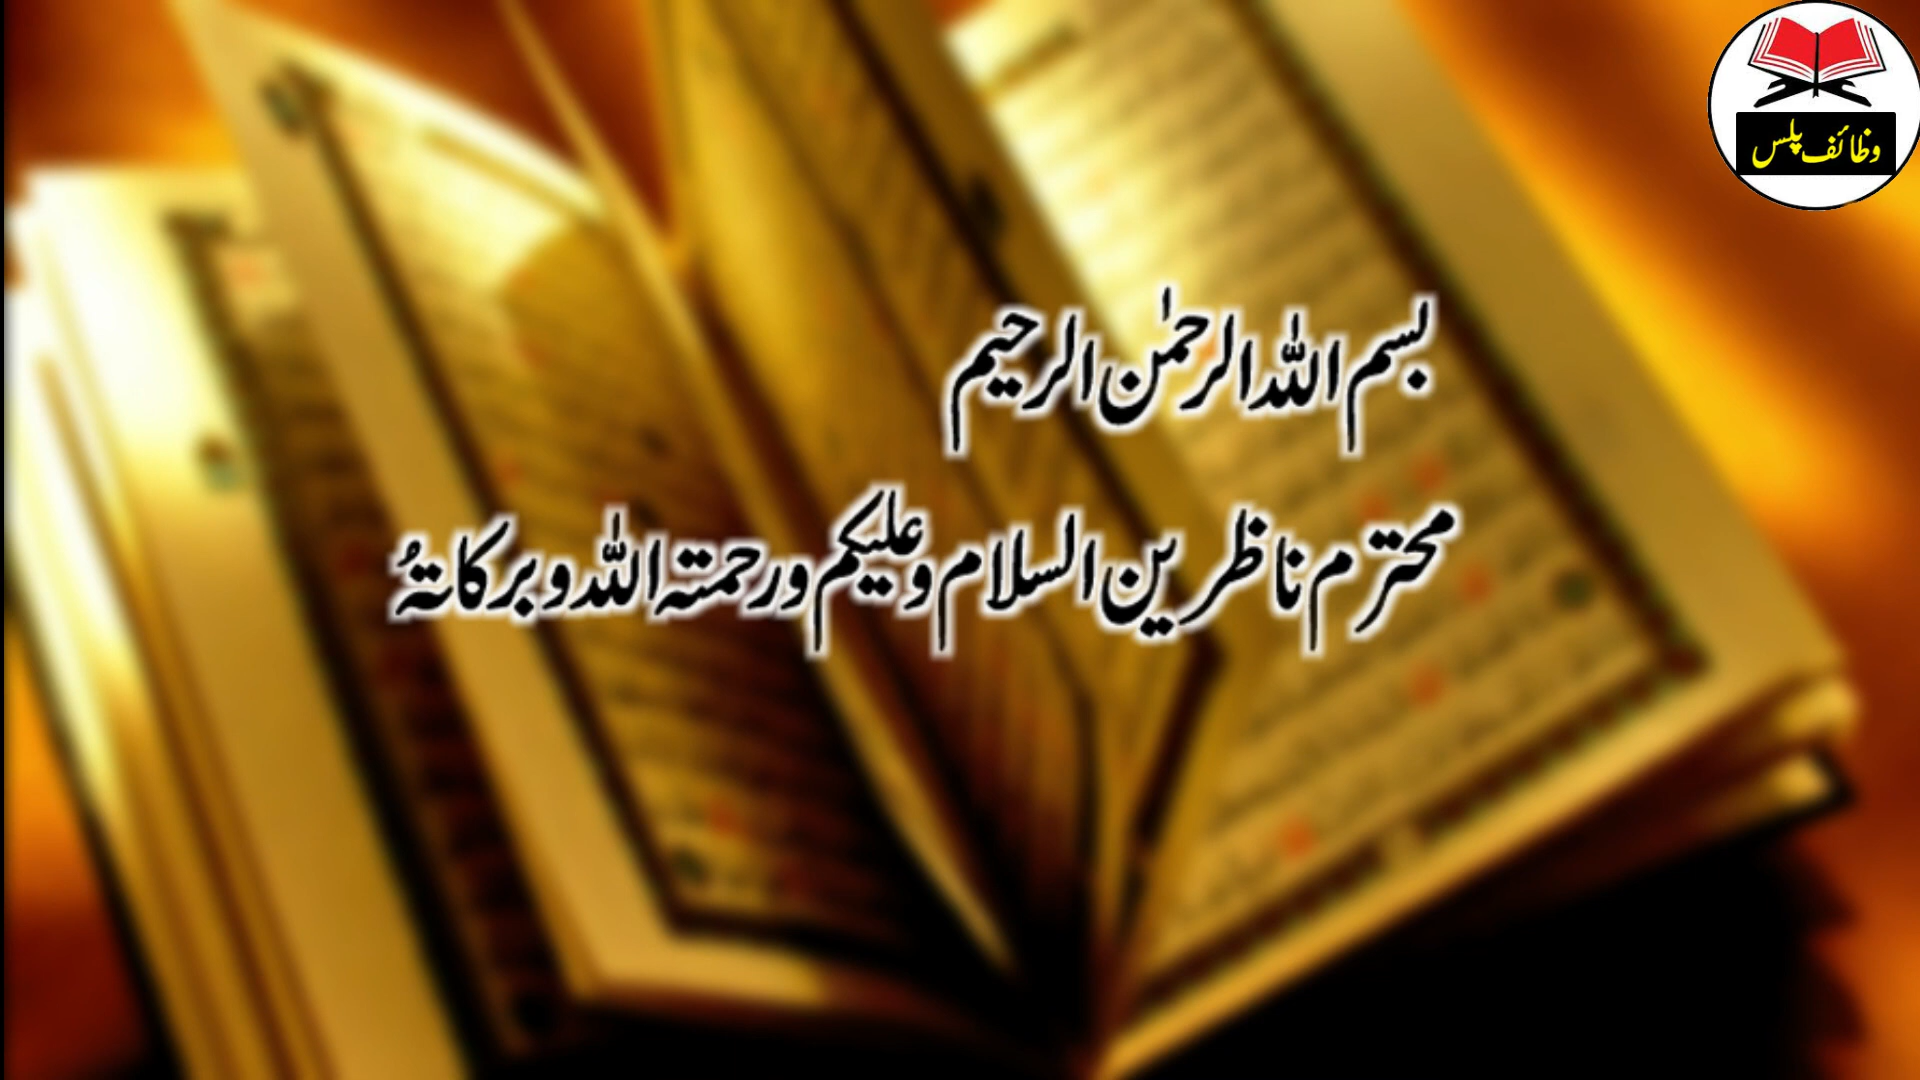 وظائف پلس
بسم اللہ الرحمٰن الرحیم
محترم ناظرین السلام وعلیکم ورحمتہ اللہ وبرکاتہُ